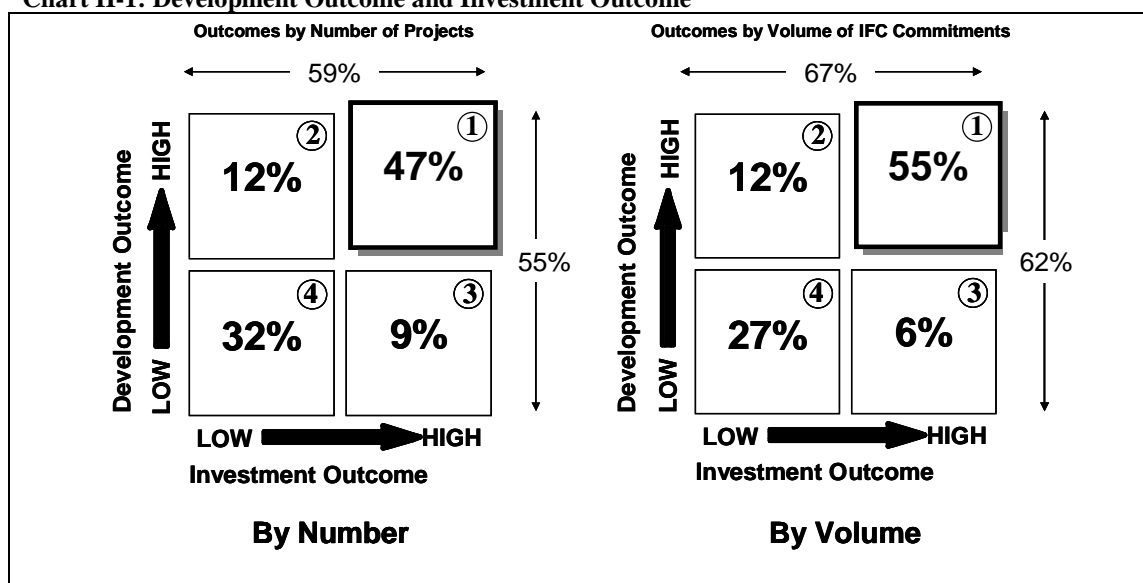 Chart II-1: Development Outcome and Investment Outcome
Outcomes by Number of Projects
59%
Development Outcome
LOW
HIGH
② 12%
① 47%
④ 32%
③ 9%
55%
LOW HIGH
Investment Outcome
By Number
Outcomes by Volume of IFC Commitments
67%
Development Outcome
LOW
HIGH
② 12%
① 55%
④ 27%
③ 6%
62%
LOW HIGH
Investment Outcome
By Volume